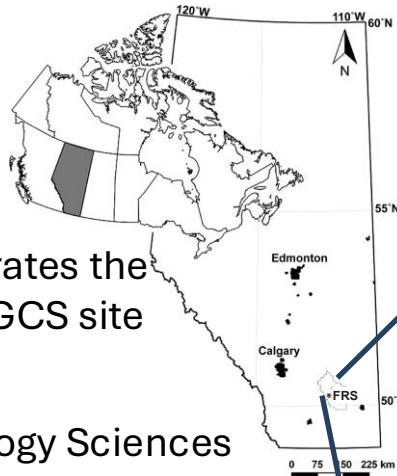 120°W
110°W
60°N
N
55°N
Edmonton
rates the
GCS site
Calgary
FRS
50°
ogy Sciences
0 75 150 225 km